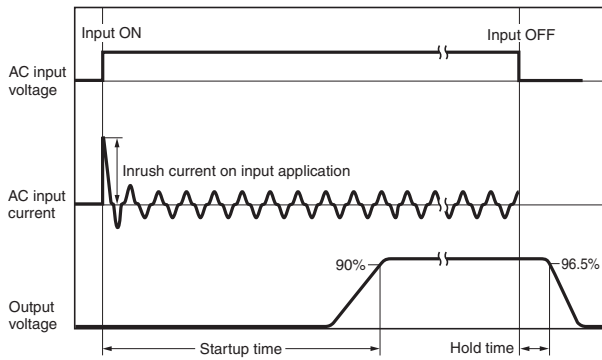 Input ON
Input OFF
AC input
voltage
Inrush current on input application
AC input
current
90%
96.5%
Output
voltage
Startup time
Hold time